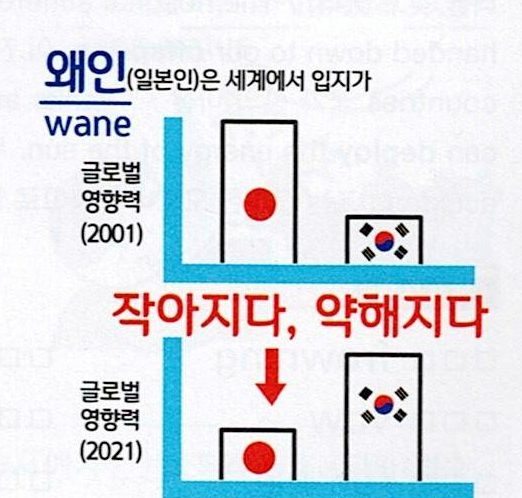 왜인(일본인)은 세계에서 입지가
wane
글로벌
영향력
(2001)
작아지다, 약해지다
글로벌
영향력
(2021)